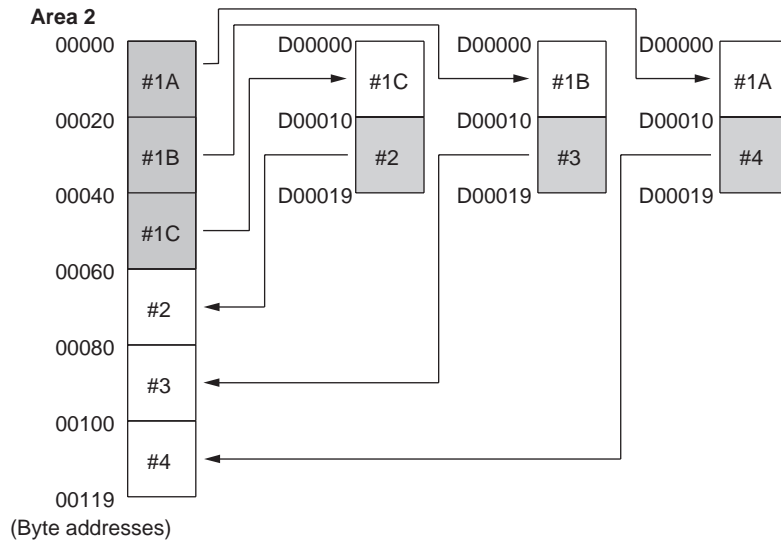 Area 2
00000
D00000
D00000
D00000
#1A
#1C
#1B
#1A
00020
D00010
D00010
D00010
#1B
#2
#3
#4
00040
D00019
D00019
D00019
#1C
00060
#2
00080
#3
00100
#4
00119
(Byte addresses)